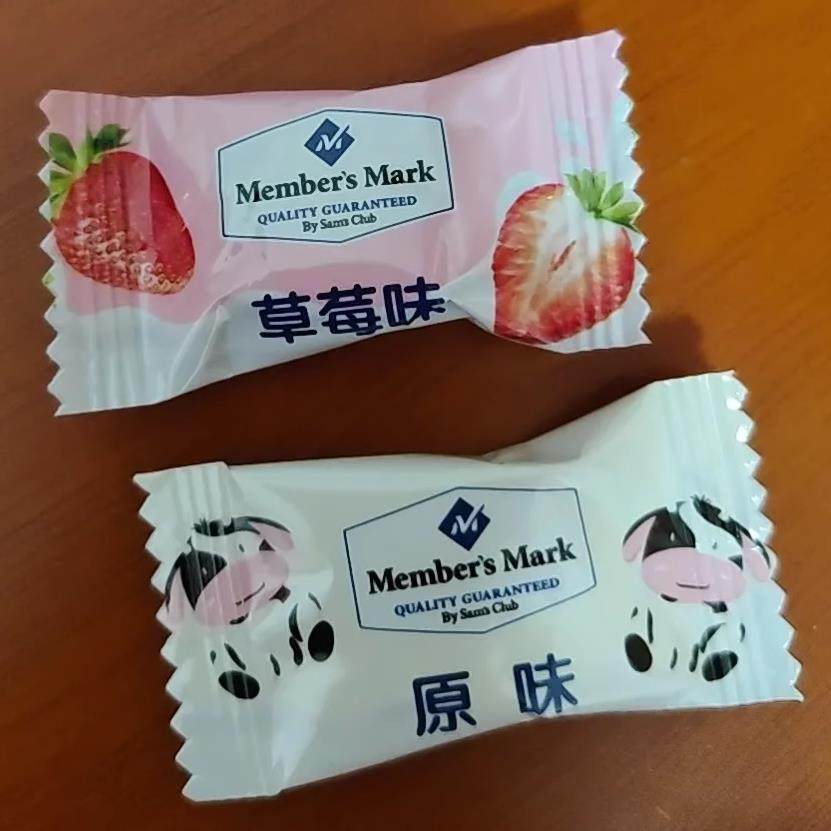 Member's Mark
QUALITY GUARANTEED
By Sam's Club
草莓味
Member's Mark
QUALITY GUARANTEED
By Sam's Club
原味